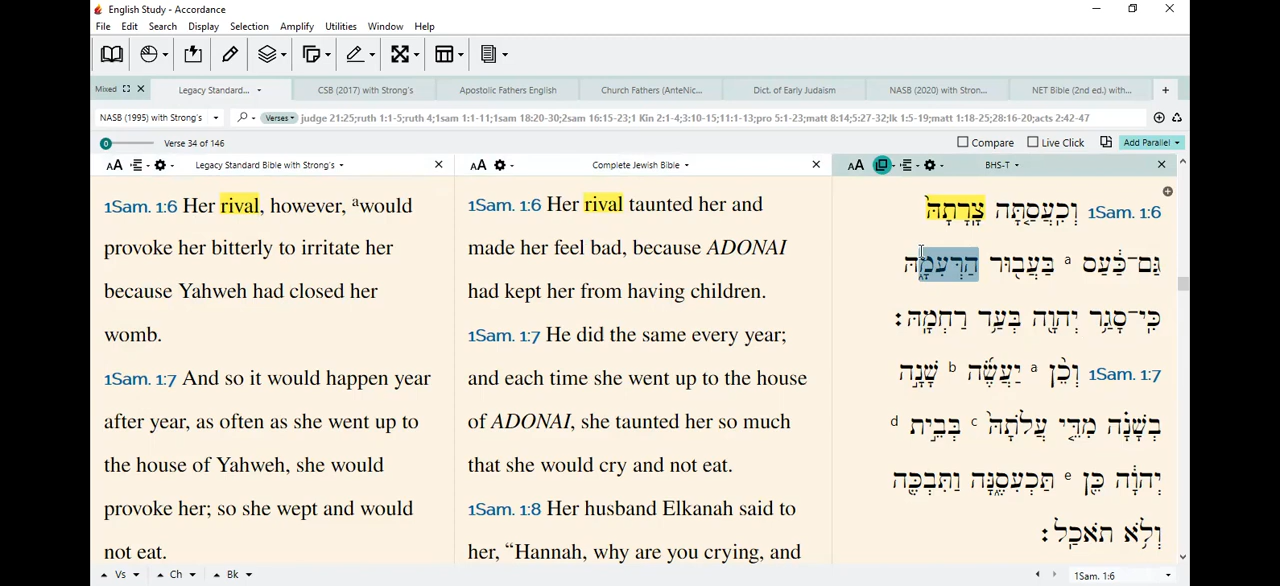 English Study - Accordance
File Edit Search Display Selection Amplify Utilities Window Help
Mixed Legacy Standard... CSB (2017) with Strong's Apostolic Fathers English Church Fathers (AnteNic... Dict. of Early Judaism NASB (2020) with Stron... NET Bible (2nd ed.) with...
NASB (1995) with Strong's Verses judge 21:25;ruth 1:1-5;ruth 4;1sam 1:1-11;1sam 18:20-30;2sam 16:15-23;1 Kin 2:1-4;3:10-15;11:1-13;pro 5:1-23;matt 8:14;5:27-32;lk 1:5-19;matt 1:18-25;28:16-20;acts 2:42-47
0 Verse 34 of 146 Compare Live Click Add Parallel
AA Legacy Standard Bible with Strong's
1Sam. 1:6 Her rival, however, ᵃwould
provoke her bitterly to irritate her
because Yahweh had closed her
womb.
1Sam. 1:7 And so it would happen year
after year, as often as she went up to
the house of Yahweh, she would
provoke her; so she wept and would
not eat.
AA Complete Jewish Bible
1Sam. 1:6 Her rival taunted her and
made her feel bad, because ADONAI
had kept her from having children.
1Sam. 1:7 He did the same every year;
and each time she went up to the house
of ADONAI, she taunted her so much
that she would cry and not eat.
1Sam. 1:8 Her husband Elkanah said to
her, “Hannah, why are you crying, and
AA BHS-T
1Sam. 1:6 וְכִֽעֲסַ֤תָּה צָֽרָתָהּ֙
גַּם־כַּ֔עַס ᵃ בַּעֲב֖וּר הַרְּעִמָ֑הּ
כִּֽי־סָגַ֥ר יְהוָ֖ה בְּעַ֥ד רַחְמָֽהּ׃
1Sam. 1:7 וְכֵ֨ן ᵃ יַעֲשֶׂ֜ה ᵇ שָׁנָ֣ה
בְשָׁנָ֗ה מִדֵּ֤י עֲלֹתָהּ֙ ᶜ בְּבֵ֣ית ᵈ
יְהוָ֔ה כֵּ֖ן ᵉ תַּכְעִסֶ֑נָּה וַתִּבְכֶּ֖ה
וְלֹ֥א תֹאכַֽל׃
Vs Ch Bk 1Sam. 1:6